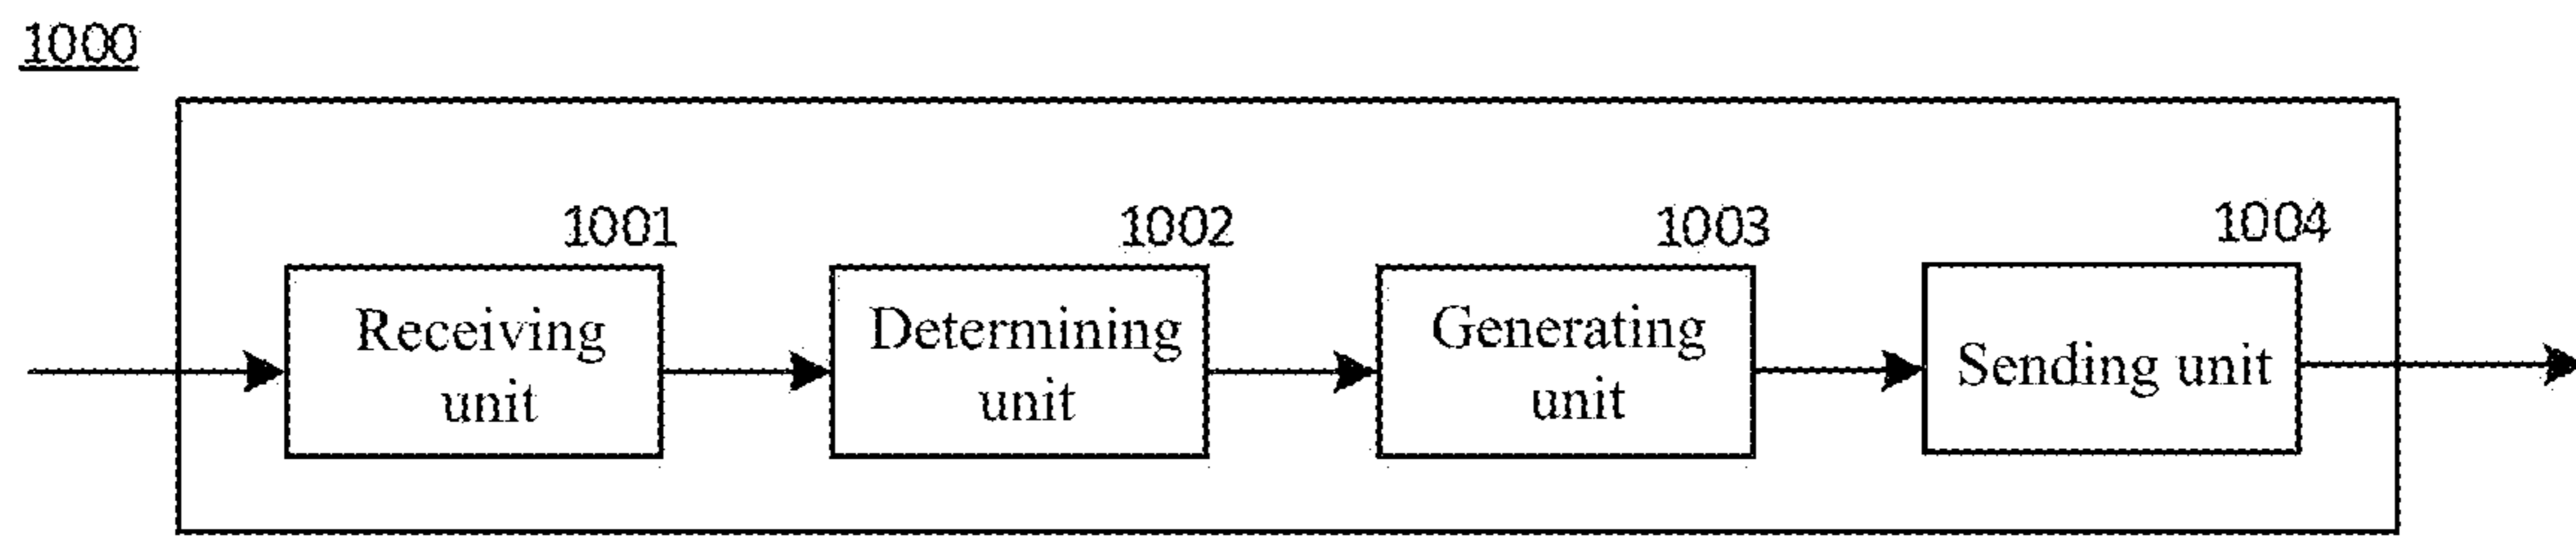 1000
1001
1002
1003
1004
Receiving
unit
Determining
unit
Generating
unit
Sending unit